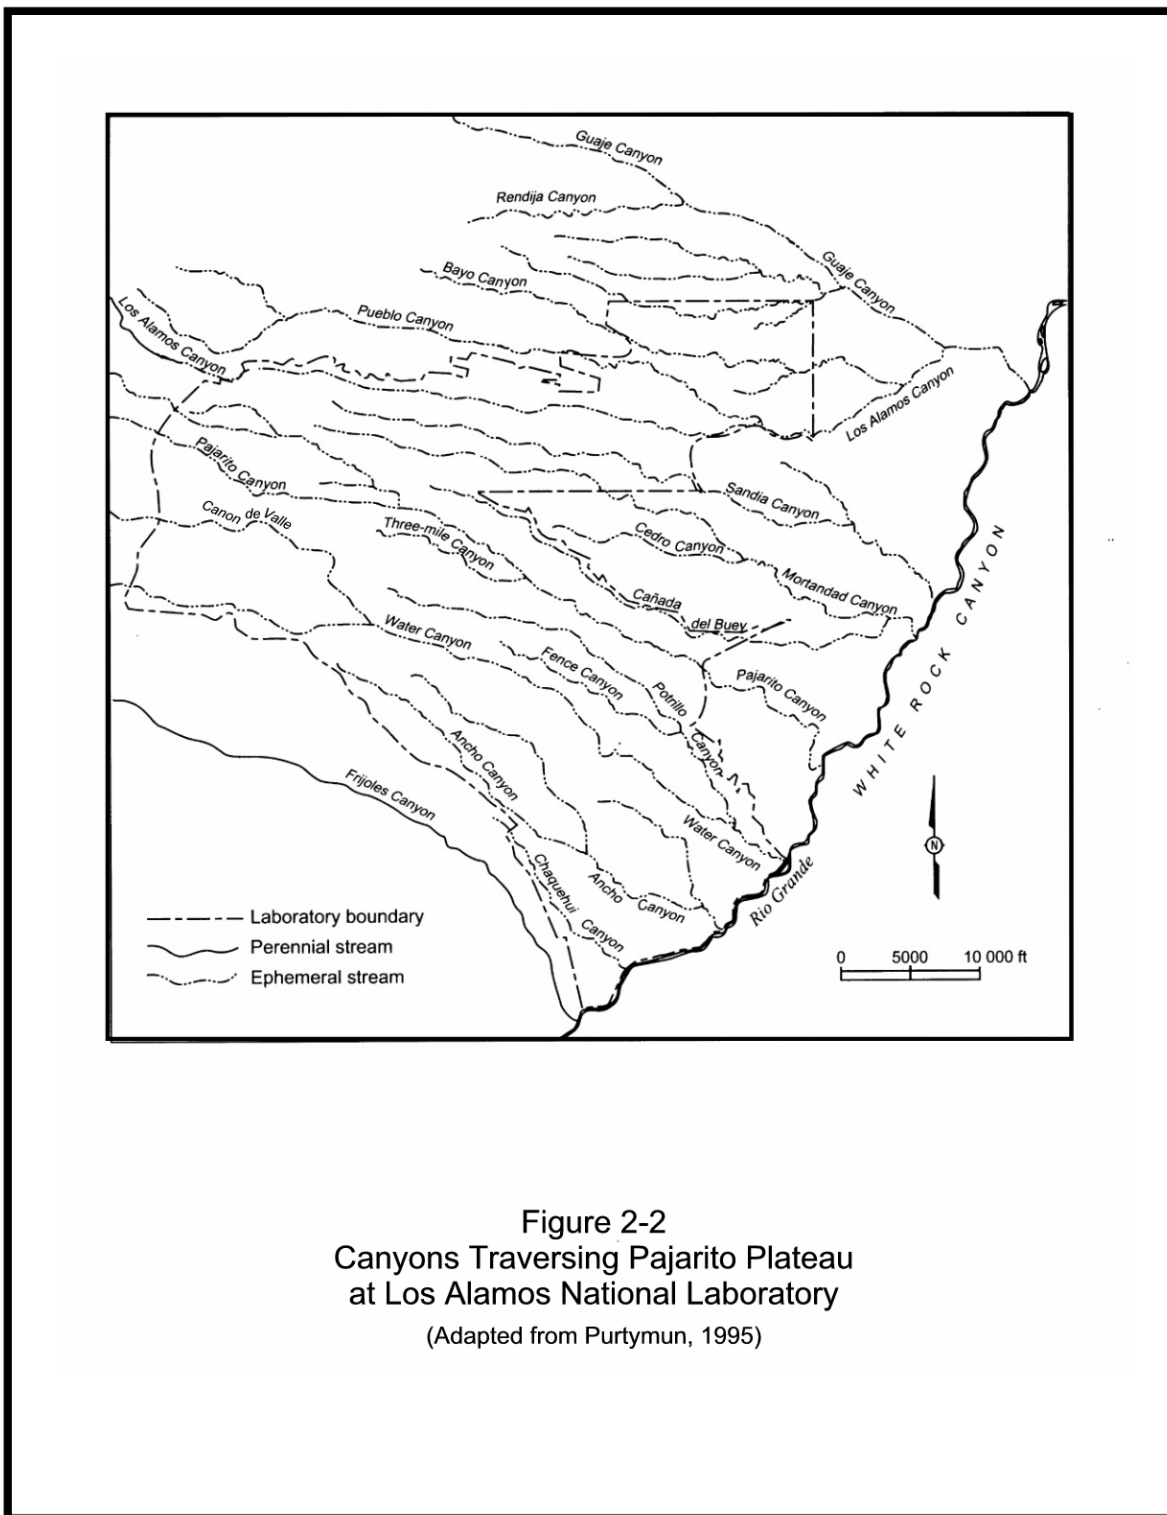 Guaje Canyon
Rendija Canyon
Guaje Canyon
Bayo Canyon
Pueblo Canyon
Los Alamos Canyon
Los Alamos Canyon
Pajarito Canyon
Sandia Canyon
Canon de Valle
Three-mile Canyon
Cedro Canyon
Mortandad Canyon
Cañada
del Buey
Water Canyon
Fence Canyon
Potrillo
Canyon
Pajarito Canyon
WHITE ROCK CANYON
Ancho Canyon
Frijoles Canyon
Water Canyon
Chaquehui
Canyon
Ancho
Canyon
Rio Grande
N
Laboratory boundary
Perennial stream
Ephemeral stream
0 5000 10 000 ft
Figure 2-2
Canyons Traversing Pajarito Plateau
at Los Alamos National Laboratory
(Adapted from Purtymun, 1995)